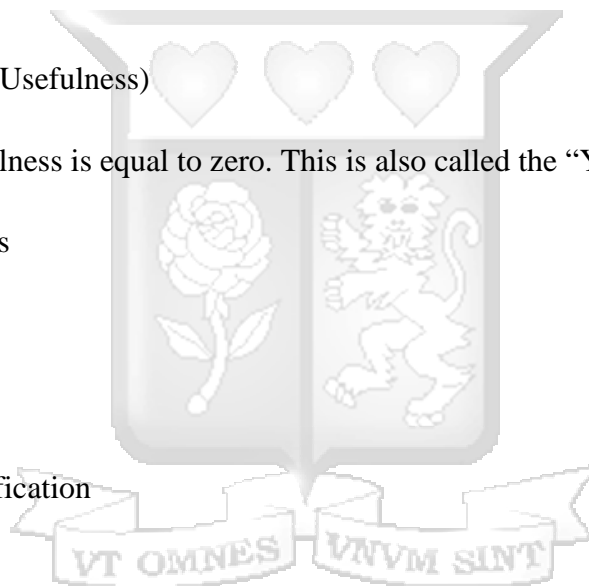 Usefulness)
lness is equal to zero. This is also called the “Y
s
fication
VT OMNES VNVM SINT